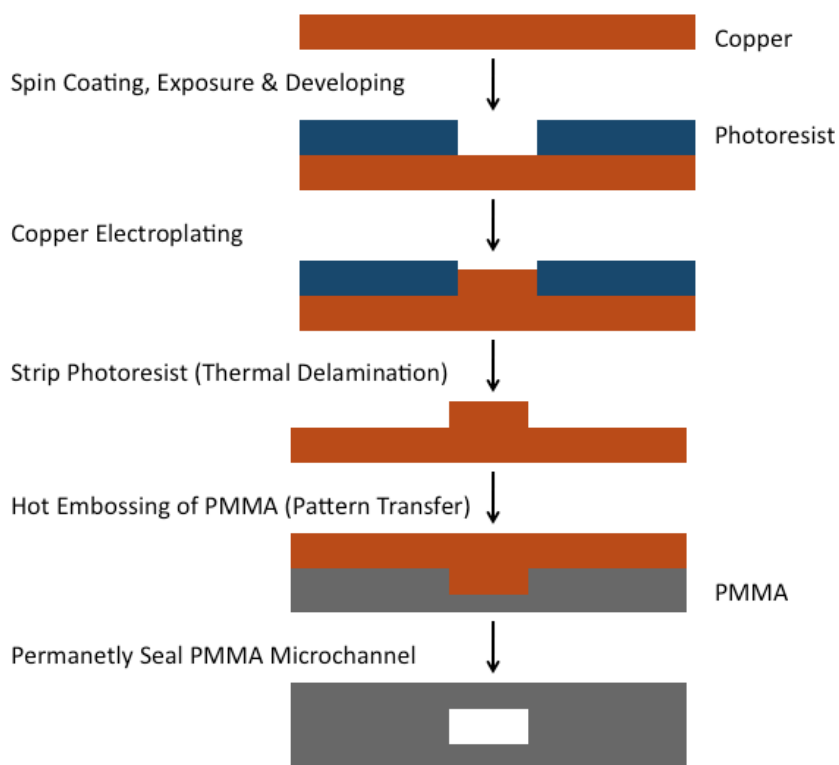 Copper
Spin Coating, Exposure & Developing
Photoresist
Copper Electroplating
Strip Photoresist (Thermal Delamination)
Hot Embossing of PMMA (Pattern Transfer)
PMMA
Permanetly Seal PMMA Microchannel